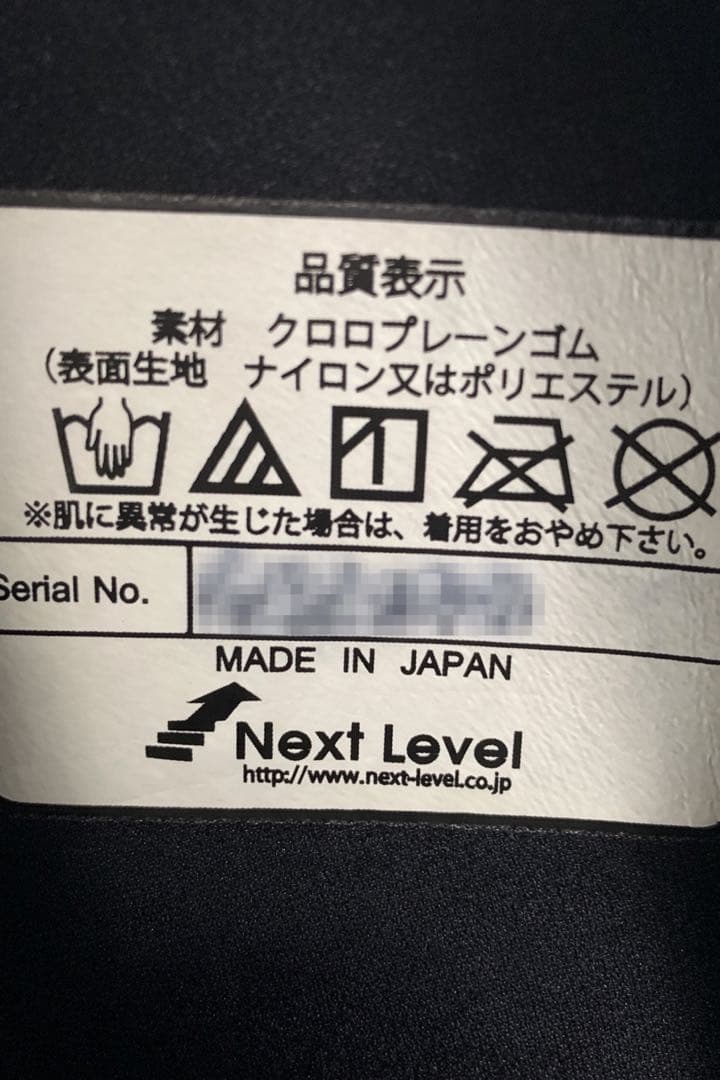 品質表示
素材　クロロプレーンゴム
（表面生地　ナイロン又はポリエステル）
※肌に異常が生じた場合は、着用をおやめ下さい。
Serial No.
MADE IN JAPAN
Next Level
http://www.next-level.co.jp